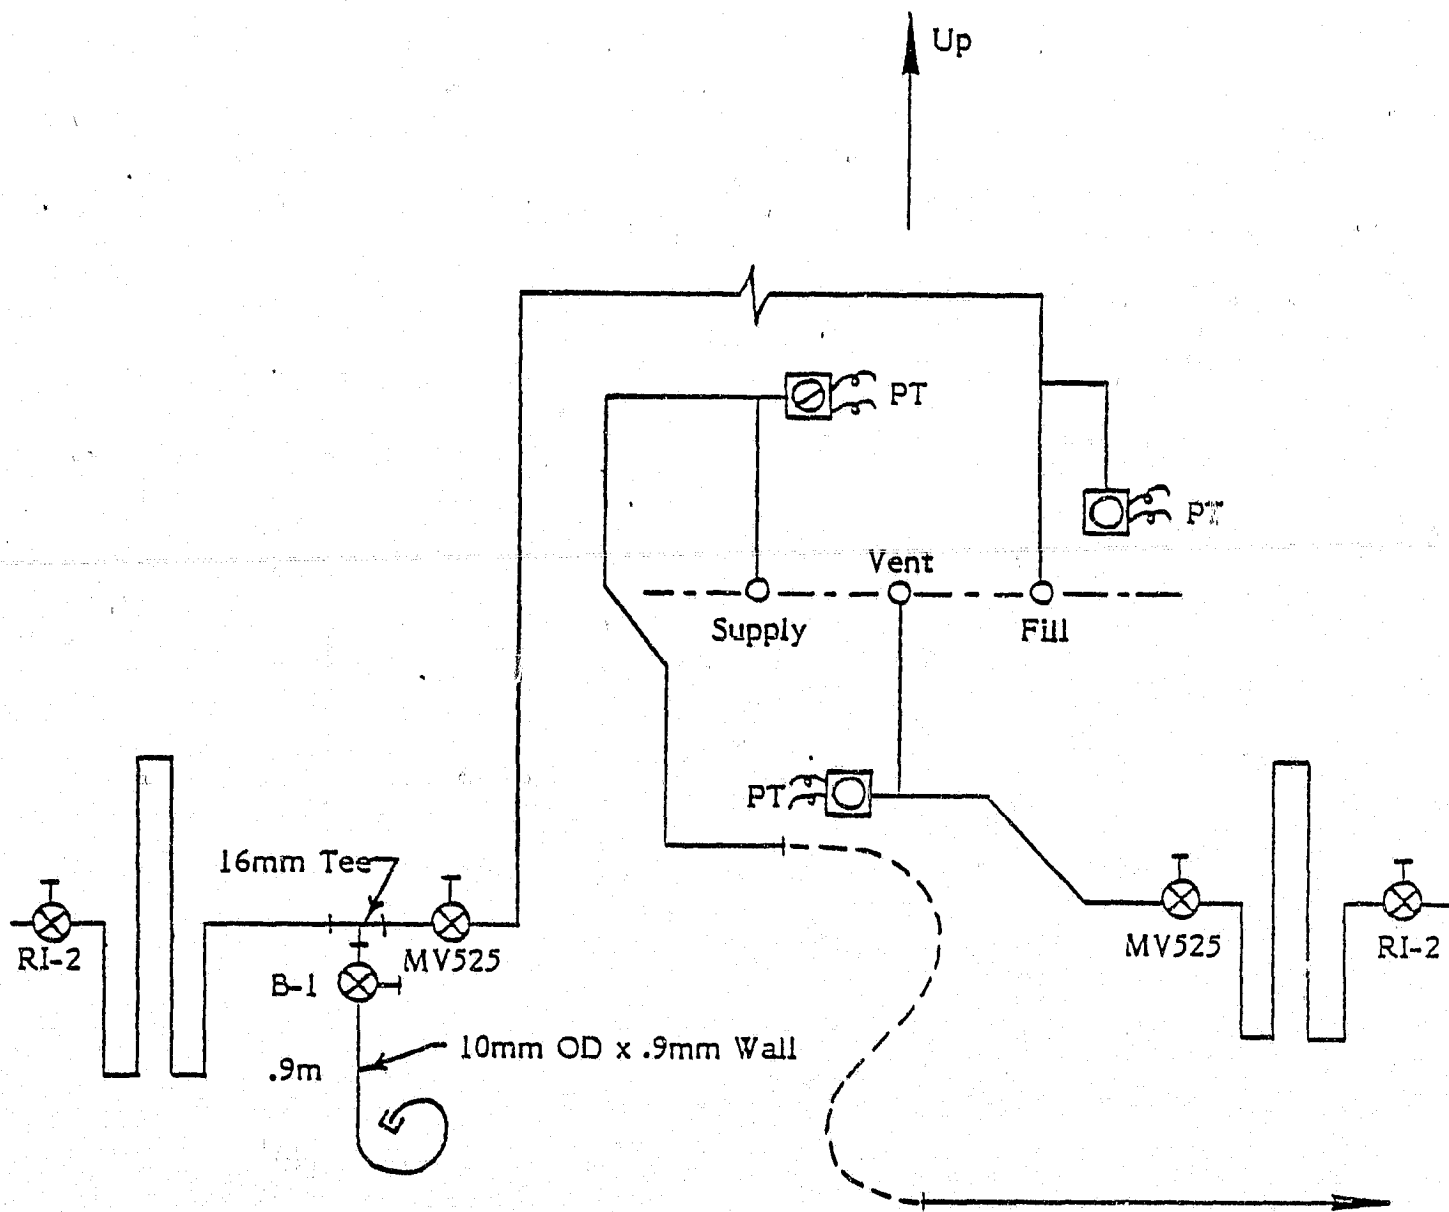 Up
PT
PT
Vent
Supply
Fill
PT
16mm Tee
RI-2
MV525
MV525
RI-2
B-1
10mm OD x .9mm Wall
.9m